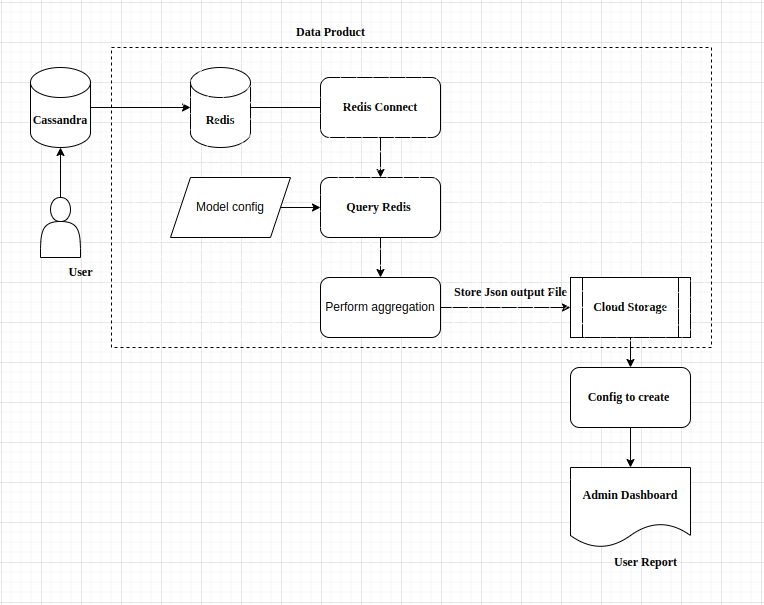 Data Product
Cassandra
Redis
Redis Connect
Model config
Query Redis
User
Perform aggregation
Store Json output File
Cloud Storage
Config to create
Admin Dashboard
User Report